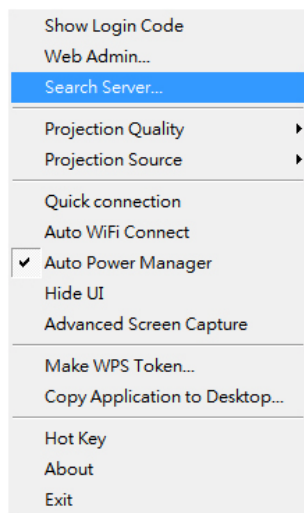 Show Login Code
Web Admin...
Search Server...
Projection Quality
Projection Source
Quick connection
Auto WiFi Connect
Auto Power Manager
Hide UI
Advanced Screen Capture
Make WPS Token...
Copy Application to Desktop...
Hot Key
About
Exit